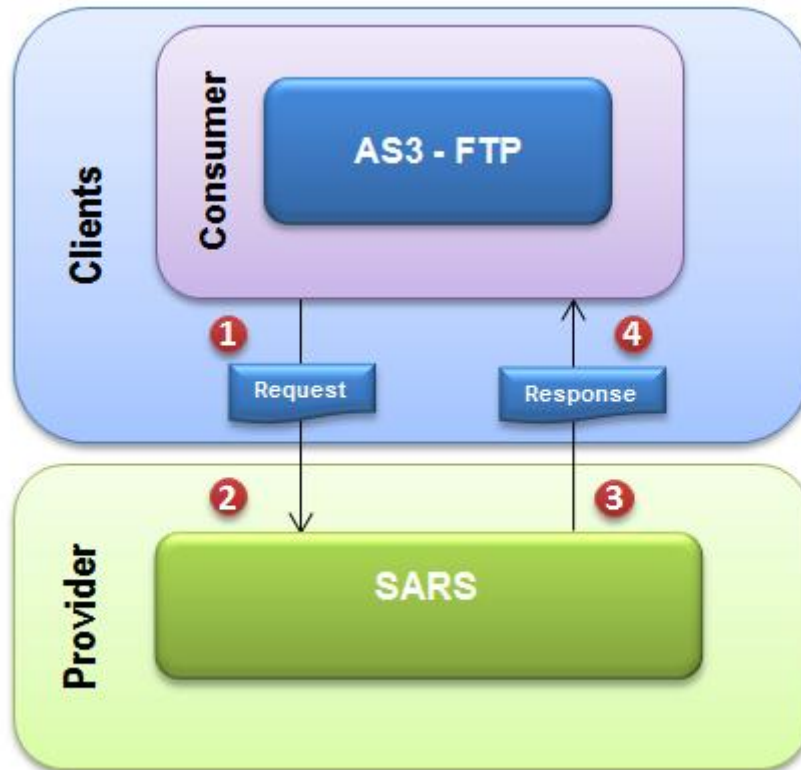 Clients
Consumer
AS3 - FTP
1
4
Request
Response
2
3
Provider
SARS